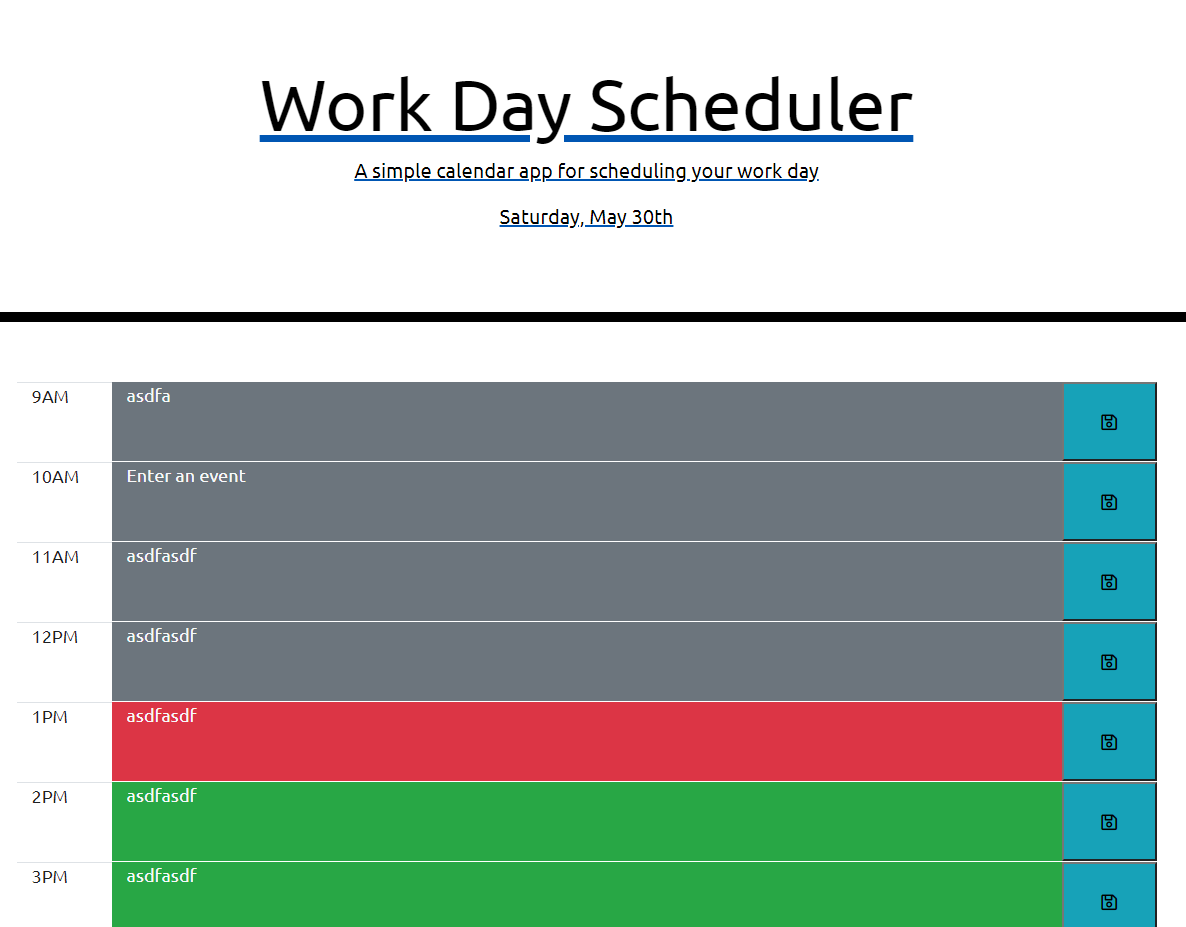 Work Day Scheduler
A simple calendar app for scheduling your work day
Saturday, May 30th
9AM asdfa
10AM Enter an event
11AM asdfasdf
12PM asdfasdf
1PM asdfasdf
2PM asdfasdf
3PM asdfasdf